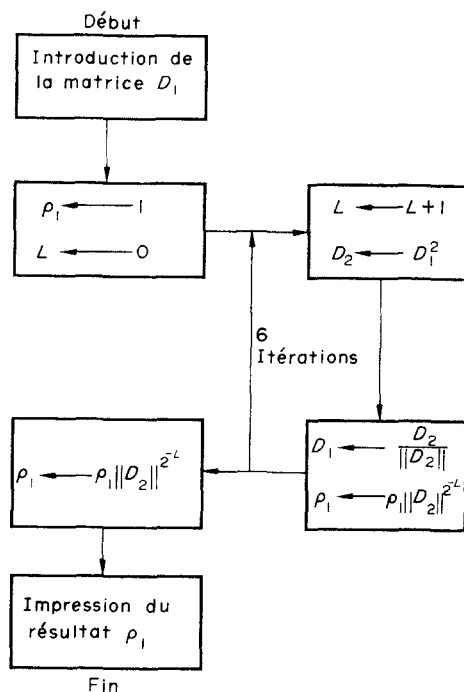 Début
Introduction de
la matrice D₁
ρ₁ ← 1
L ← 0
L ← L+1
D₂ ← D₁²
6
Itérations
D₁ ← D₂/||D₂||
ρ₁ ← ρ₁||D₂||^2^-L
ρ₁ ← ρ₁||D₂||^2^-L
Impression du
résultat ρ₁
Fin